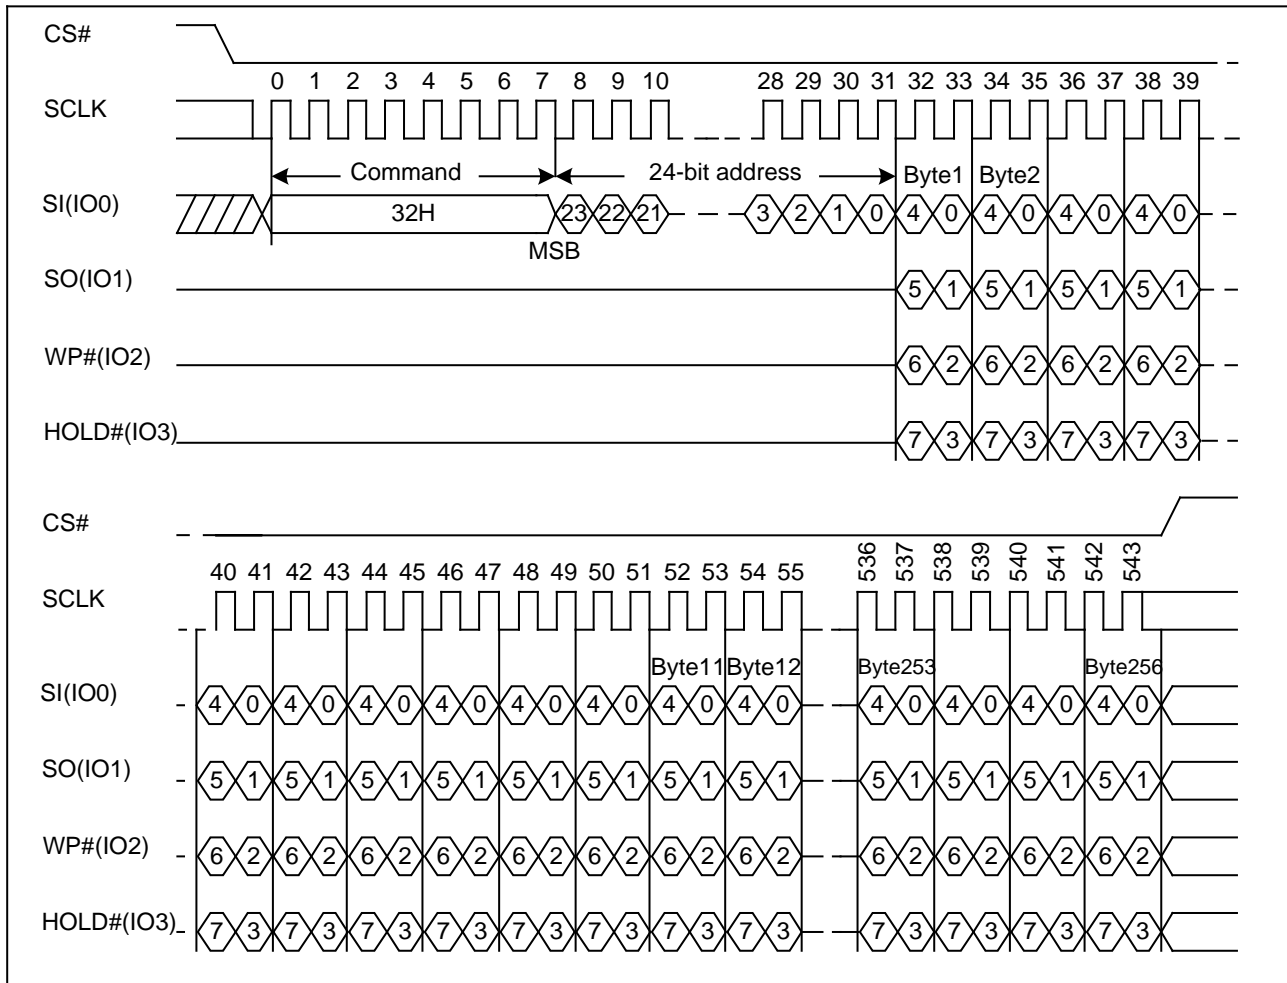 CS#
0 1 2 3 4 5 6 7 8 9 10 28 29 30 31 32 33 34 35 36 37 38 39
SCLK
Command 24-bit address Byte1 Byte2
SI(IO0) 32H 23 22 21 3 2 1 0 4 0 4 0 4 0 4 0
MSB
SO(IO1) 5 1 5 1 5 1 5 1
WP#(IO2) 6 2 6 2 6 2 6 2
HOLD#(IO3) 7 3 7 3 7 3 7 3
CS#
40 41 42 43 44 45 46 47 48 49 50 51 52 53 54 55 536 537 538 539 540 541 542 543
SCLK
Byte11 Byte12 Byte253 Byte256
SI(IO0) 4 0 4 0 4 0 4 0 4 0 4 0 4 0 4 0 4 0 4 0 4 0 4 0
SO(IO1) 5 1 5 1 5 1 5 1 5 1 5 1 5 1 5 1 5 1 5 1 5 1 5 1
WP#(IO2) 6 2 6 2 6 2 6 2 6 2 6 2 6 2 6 2 6 2 6 2 6 2 6 2
HOLD#(IO3) 7 3 7 3 7 3 7 3 7 3 7 3 7 3 7 3 7 3 7 3 7 3 7 3